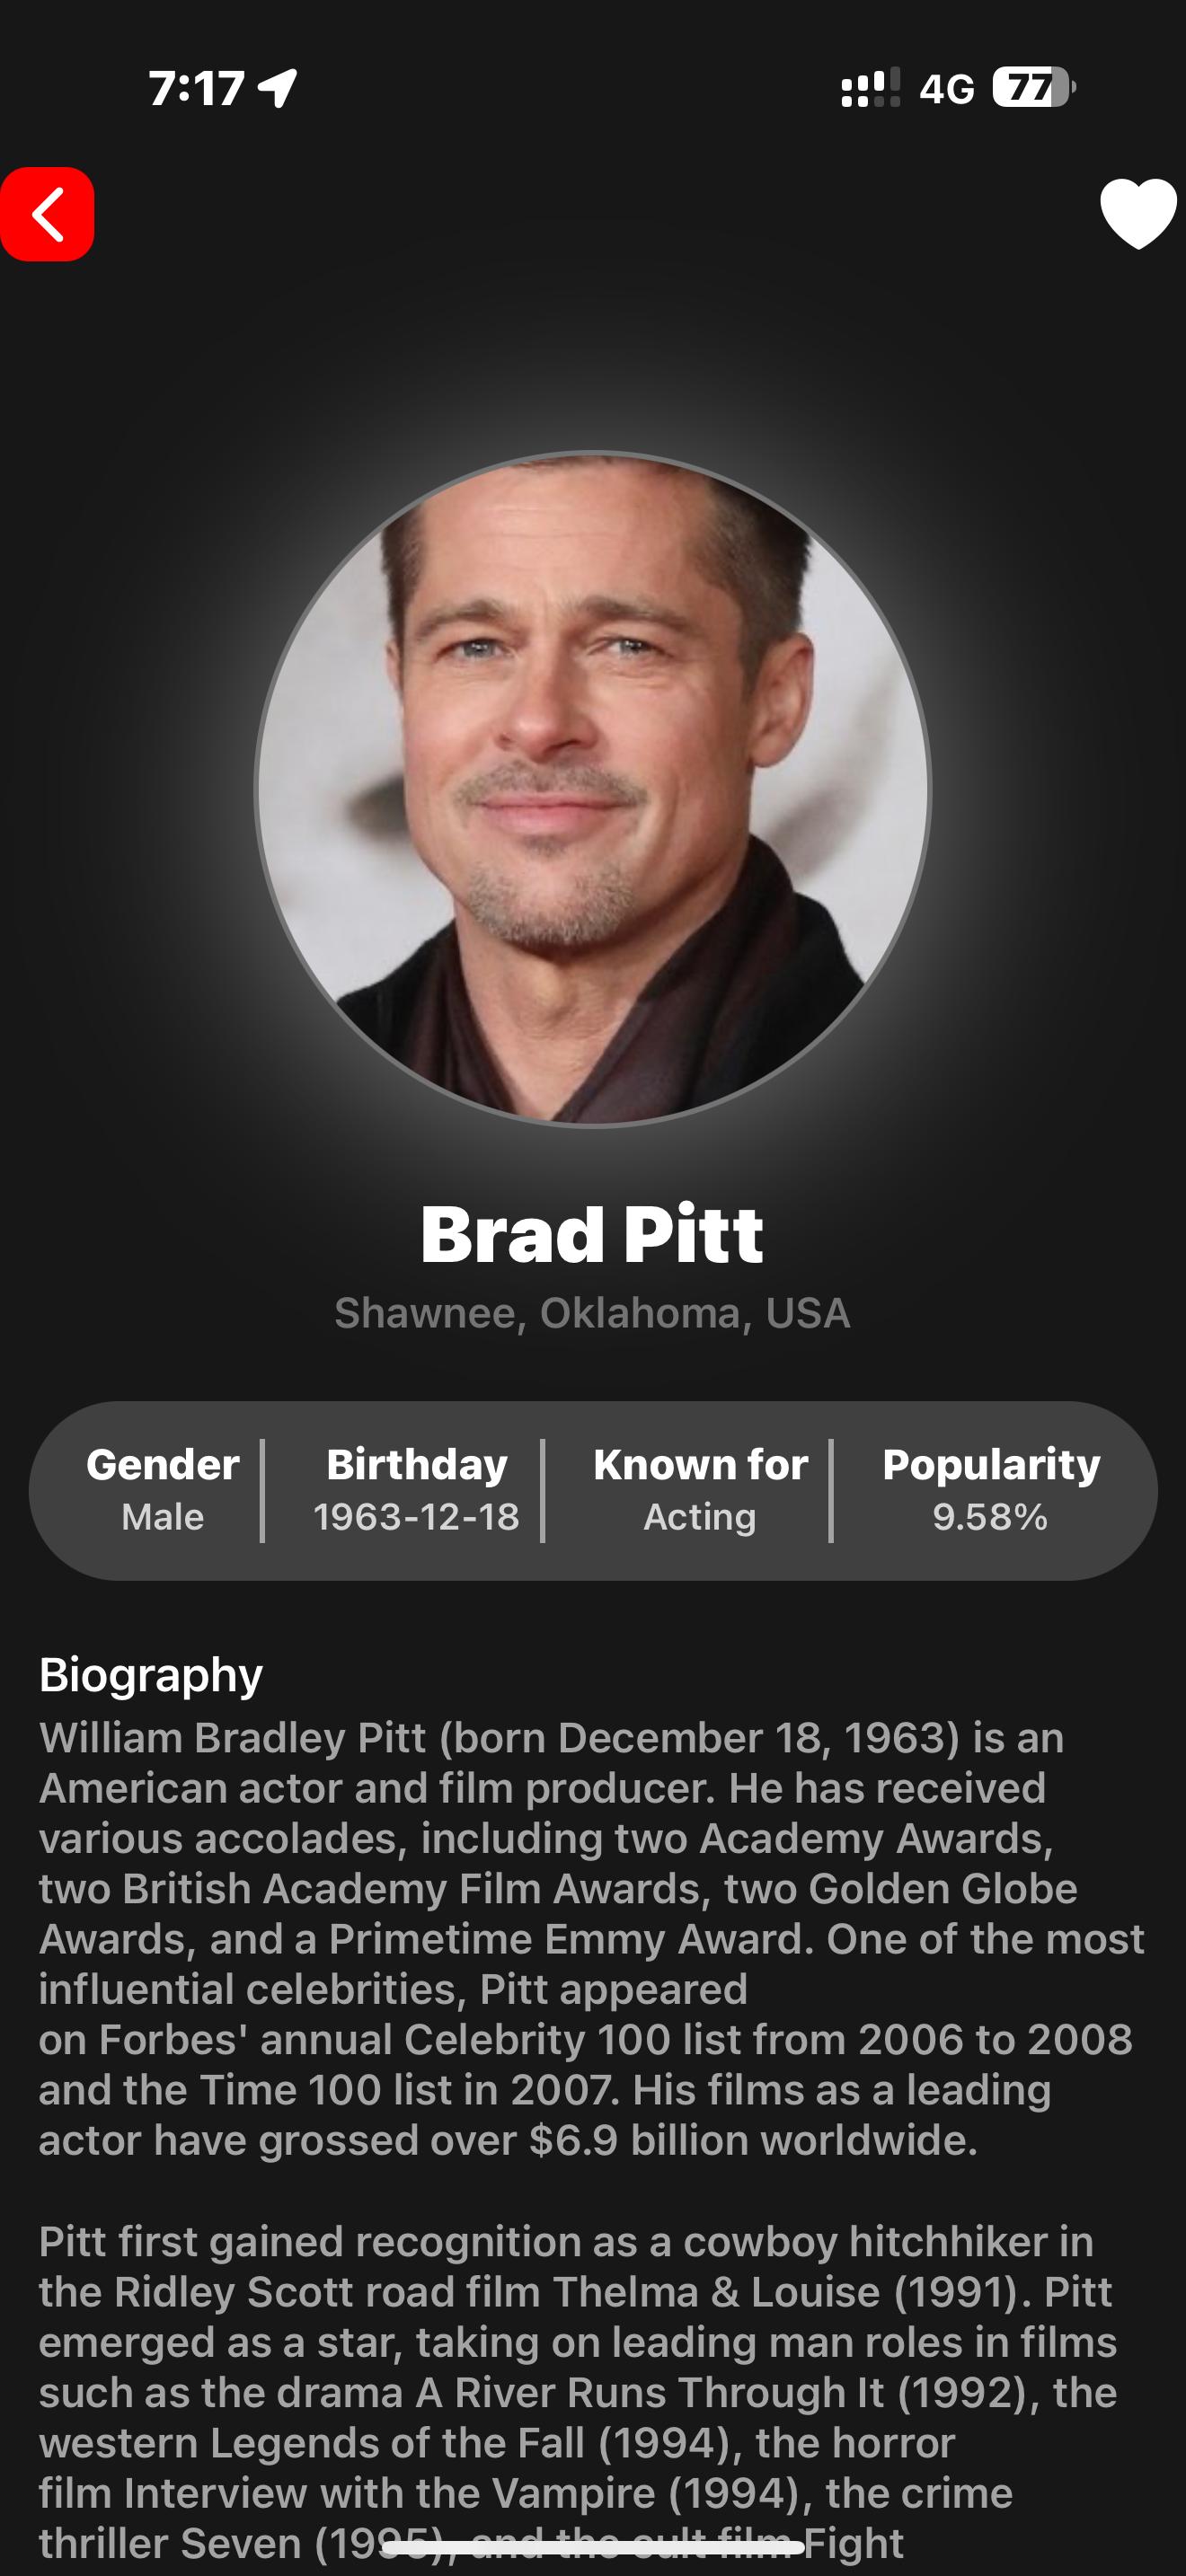 7:17
4G
77
Brad Pitt
Shawnee, Oklahoma, USA
Gender Birthday Known for Popularity
Male 1963-12-18 Acting 9.58%
Biography
William Bradley Pitt (born December 18, 1963) is an
American actor and film producer. He has received
various accolades, including two Academy Awards,
two British Academy Film Awards, two Golden Globe
Awards, and a Primetime Emmy Award. One of the most
influential celebrities, Pitt appeared
on Forbes' annual Celebrity 100 list from 2006 to 2008
and the Time 100 list in 2007. His films as a leading
actor have grossed over $6.9 billion worldwide.
Pitt first gained recognition as a cowboy hitchhiker in
the Ridley Scott road film Thelma & Louise (1991). Pitt
emerged as a star, taking on leading man roles in films
such as the drama A River Runs Through It (1992), the
western Legends of the Fall (1994), the horror
film Interview with the Vampire (1994), the crime
thriller Seven (1995), and the cult film Fight